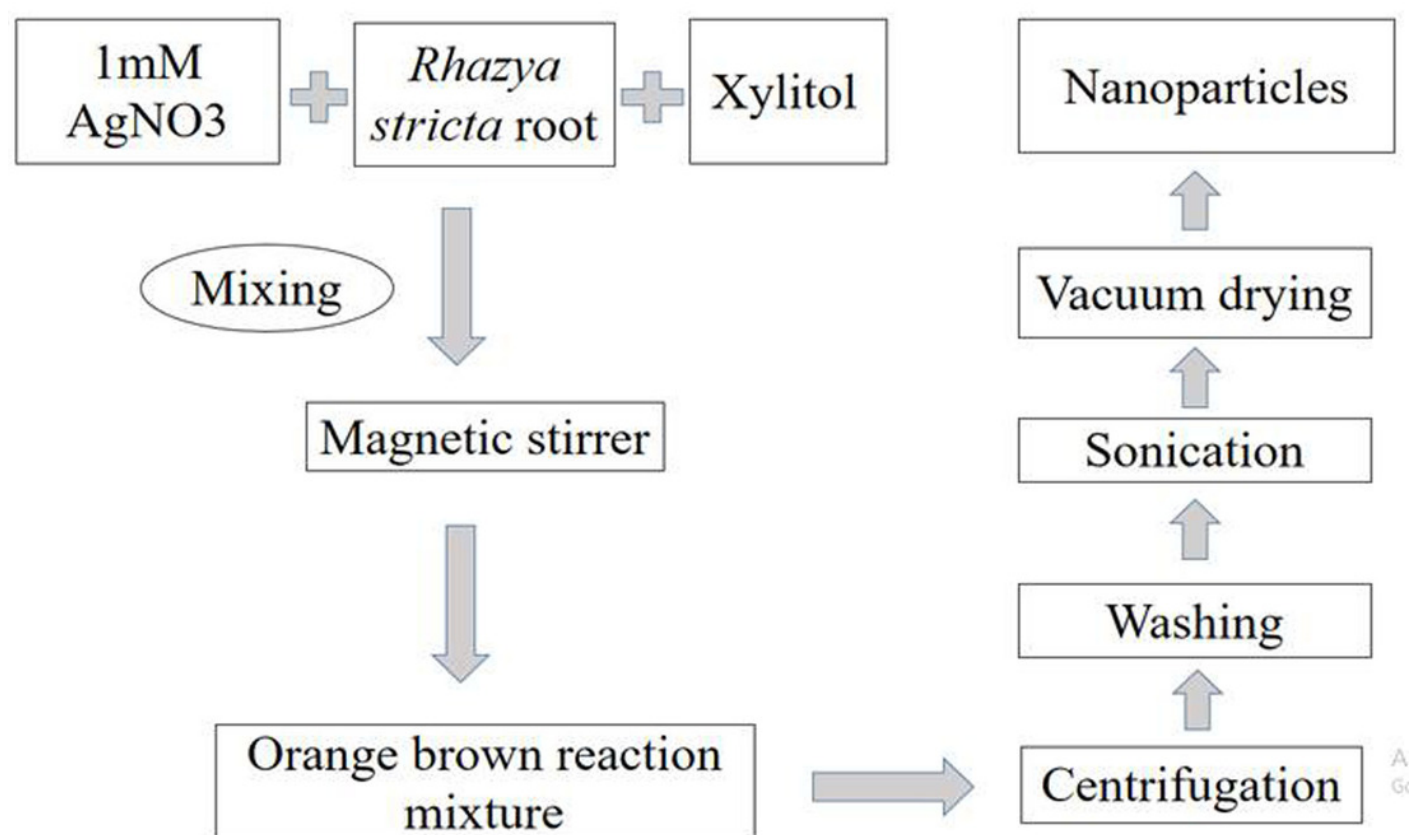 1mM
AgNO3
Rhazya
stricta root
Xylitol
Mixing
Magnetic stirrer
Orange brown reaction
mixture
Centrifugation
Washing
Sonication
Vacuum drying
Nanoparticles